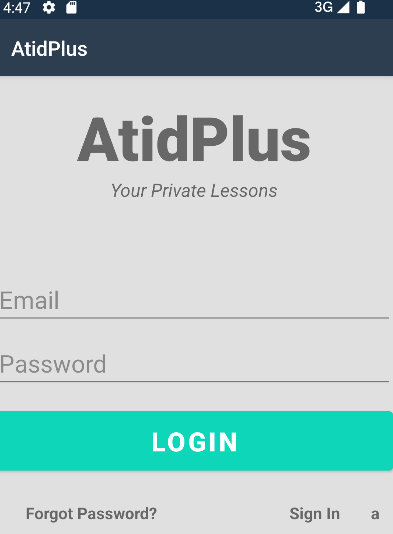 4:47 3G
AtidPlus
AtidPlus
Your Private Lessons
Email
Password
LOGIN
Forgot Password? Sign In a